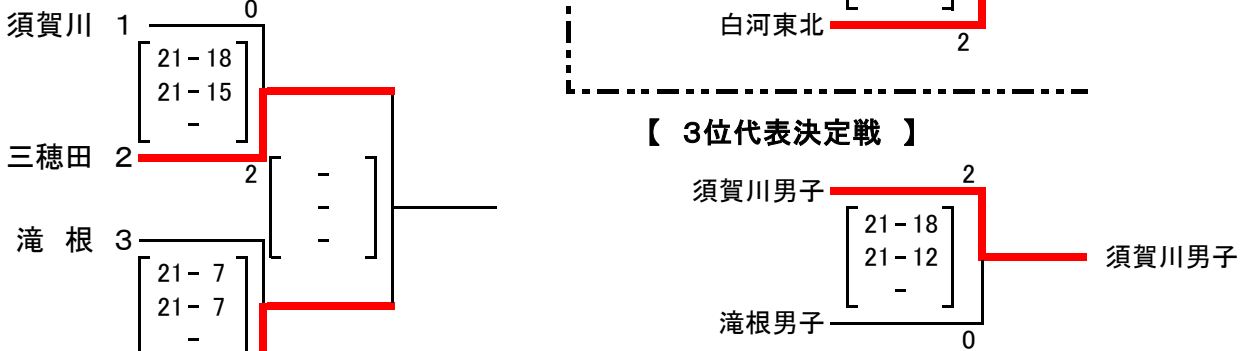 須賀川 1
0
21-18
21-15
-
三穂田 2
2
-
-
-
滝 根 3
21- 7
21- 7
-
白河東北
2
【 3位代表決定戦 】
須賀川男子
2
21-18
21-12
-
須賀川男子
滝根男子
0